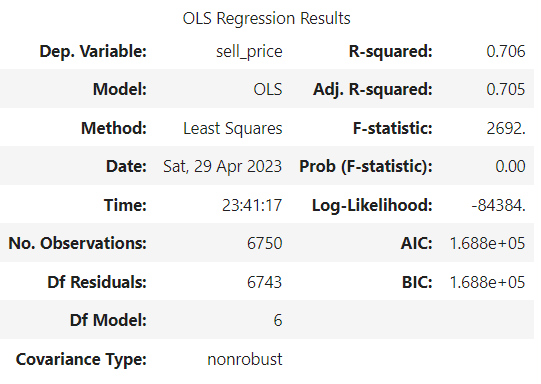 OLS Regression Results
Dep. Variable: sell_price R-squared: 0.706
Model: OLS Adj. R-squared: 0.705
Method: Least Squares F-statistic: 2692.
Date: Sat, 29 Apr 2023 Prob (F-statistic): 0.00
Time: 23:41:17 Log-Likelihood: -84384.
No. Observations: 6750 AIC: 1.688e+05
Df Residuals: 6743 BIC: 1.688e+05
Df Model: 6
Covariance Type: nonrobust